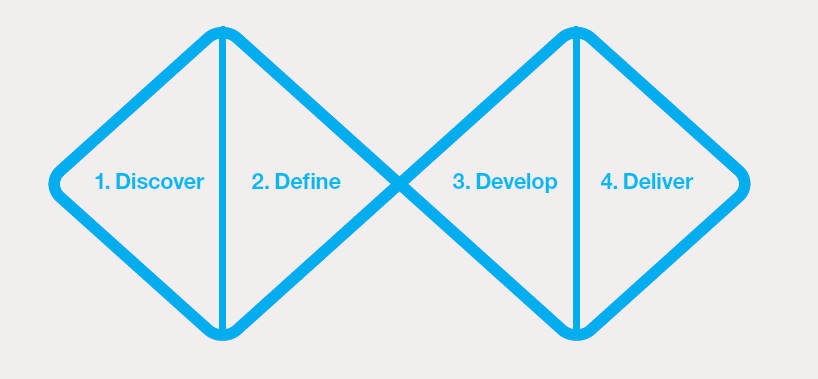 1. Discover
2. Define
3. Develop
4. Deliver